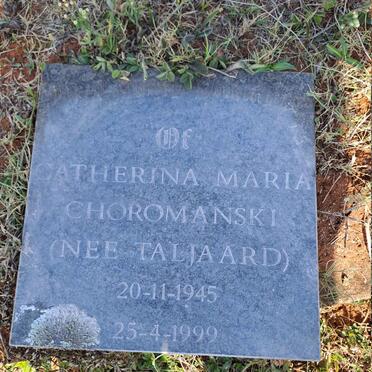 Of
CATHERINA MARIA
CHOROMANSKI
(NEE TALJAARD)
20-11-1945
25-4-1999